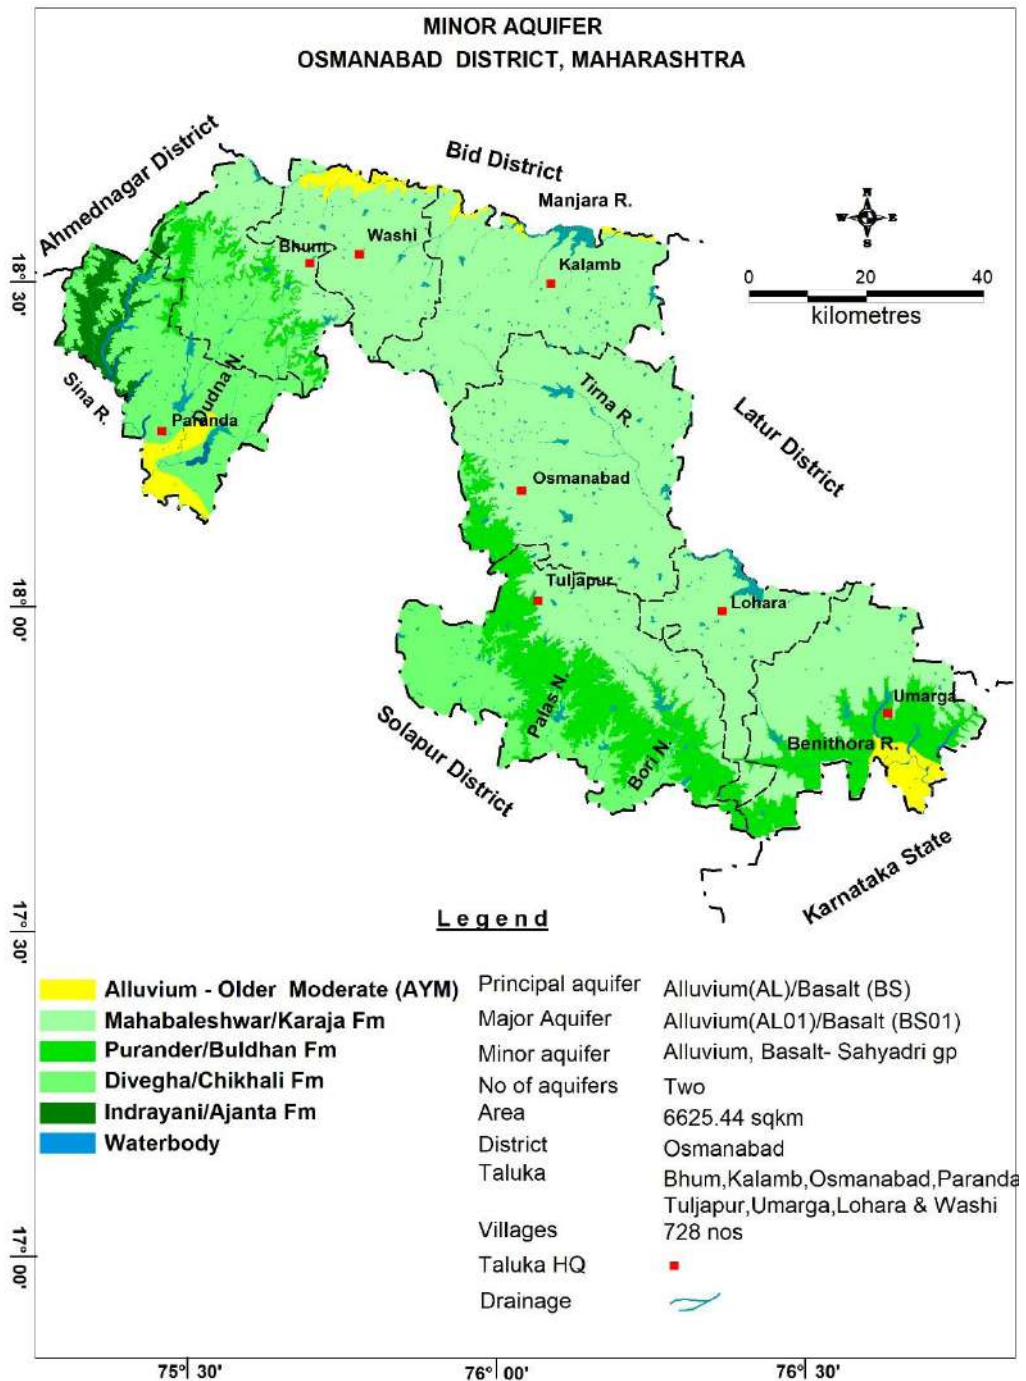 MINOR AQUIFER
OSMANABAD DISTRICT, MAHARASHTRA
Ahmednagar District
Bid District
Manjara R.
N
W E
S
Bhum
Washi
Kalamb
18° 30'
0 20 40
kilometres
Sina R.
Dudna N.
Paranda
Tirna R.
Latur District
Osmanabad
Tuljapur
Lohara
18° 00'
Solapur District
Palas N.
Bori N.
Umarga
Benithora R.
Karnataka State
17° 30'
Legend
Alluvium - Older Moderate (AYM)
Mahabaleshwar/Karaja Fm
Purander/Buldhan Fm
Divegha/Chikhali Fm
Indrayani/Ajanta Fm
Waterbody
Principal aquifer Alluvium(AL)/Basalt (BS)
Major Aquifer Alluvium(AL01)/Basalt (BS01)
Minor aquifer Alluvium, Basalt- Sahyadri gp
No of aquifers Two
Area 6625.44 sqkm
District Osmanabad
Taluka Bhum,Kalamb,Osmanabad,Paranda
Tuljapur,Umarga,Lohara & Washi
Villages 728 nos
Taluka HQ
Drainage
17° 00'
75° 30' 76° 00' 76° 30'